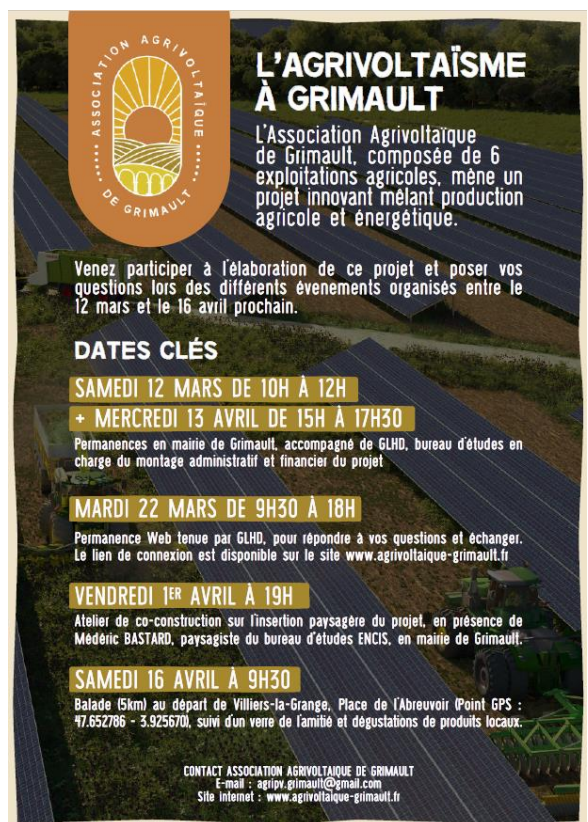 ASSOCIATION AGRIVOLTAÏQUE
DE GRIMAULT
L'AGRIVOLTAÏSME
À GRIMAULT
L'Association Agrivoltaïque
de Grimault, composée de 6
exploitations agricoles, mène un
projet innovant mêlant production
agricole et énergétique.
Venez participer à l'élaboration de ce projet et poser vos
questions lors des différents évenements organisés entre le
12 mars et le 16 avril prochain.
DATES CLÉS
SAMEDI 12 MARS DE 10H À 12H
+ MERCREDI 13 AVRIL DE 15H À 17H30
Permanences en mairie de Grimault, accompagné de GLHD, bureau d'études en
charge du montage administratif et financier du projet
MARDI 22 MARS DE 9H30 À 18H
Permanence Web tenue par GLHD, pour répondre à vos questions et échanger.
Le lien de connexion est disponible sur le site www.agrivoltaique-grimault.fr
VENDREDI 1ER AVRIL À 19H
Atelier de co-construction sur l'insertion paysagère du projet, en présence de
Médéric BASTARD, paysagiste du bureau d'études ENCIS, en mairie de Grimault.
SAMEDI 16 AVRIL À 9H30
Balade (5km) au départ de Villiers-la-Grange, Place de l'Abreuvoir (Point GPS :
47.652786 - 3.925670), suivi d'un verre de l'amitié et dégustations de produits locaux.
CONTACT ASSOCIATION AGRIVOLTAIQUE DE GRIMAULT
E-mail : agripv.grimault@gmail.com
Site internet : www.agrivoltaique-grimault.fr